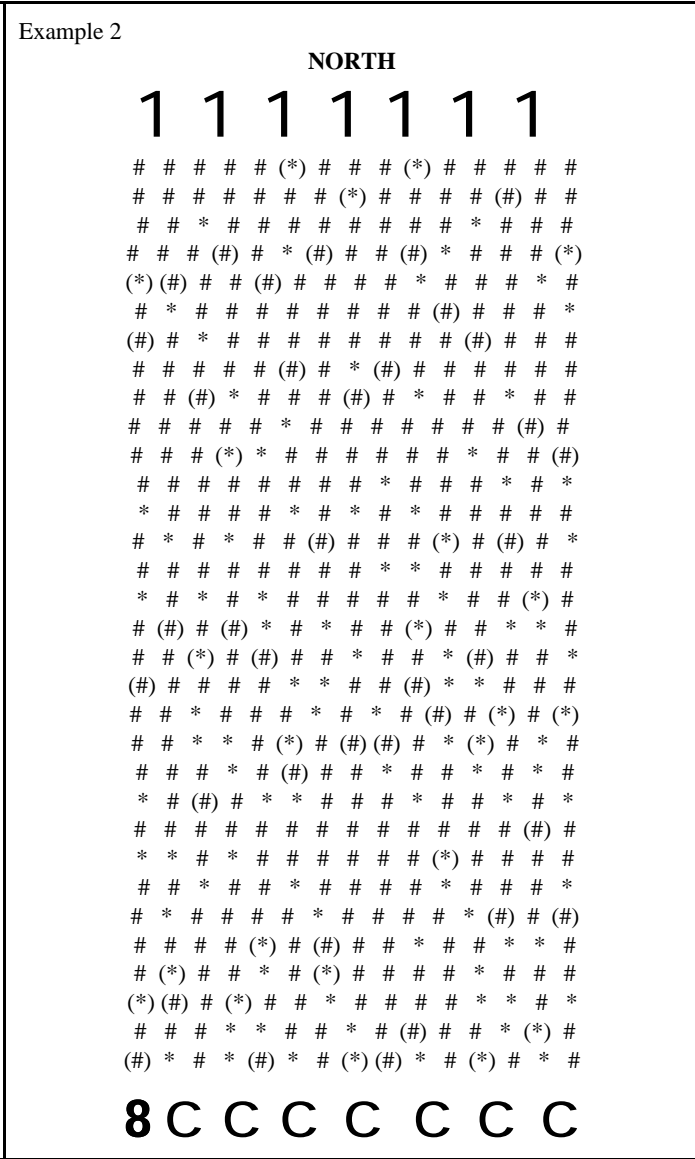 Example 2
NORTH
1 1 1 1 1 1 1
# # # # # (*) # # # (*) # # # # #
# # # # # # # (*) # # # # (#) # #
# # * # # # # # # # # * # # #
# # # (#) # * (#) # # (#) * # # # (*)
(*) (#) # # (#) # # # # * # # # * #
# * # # # # # # # # (#) # # # *
(#) # * # # # # # # # # (#) # # #
# # # # # (#) # * (#) # # # # # #
# # (#) * # # # (#) # * # # * # #
# # # # # * # # # # # # # (#) #
# # # (*) * # # # # # # * # # (#)
# # # # # # # # * # # # * # *
* # # # # * # * # * # # # # #
# * # * # # (#) # # # (*) # (#) # *
# # # # # # # # * * # # # # #
* # * # * # # # # # * # # (*) #
# (#) # (#) * # * # # (*) # # * * #
# # (*) # (#) # # * # # * (#) # # *
(#) # # # # * * # # (#) * * # # #
# # * # # # * # * # (#) # (*) # (*)
# # * * # (*) # (#) (#) # * (*) # * #
# # # * # (#) # # * # # * # * #
* # (#) # * * # # # * # # * # *
# # # # # # # # # # # # # (#) #
* * # * # # # # # # (*) # # # #
# # * # # * # # # # * # # # *
# * # # # # * # # # # * (#) # (#)
# # # # (*) # (#) # # * # # * * #
# (*) # # * # (*) # # # # * # # #
(*) (#) # (*) # # * # # # # * * # *
# # # * * # # * # (#) # # * (*) #
(#) * # * (#) * # (*) (#) * # (*) # * #
8 C C C C C C C